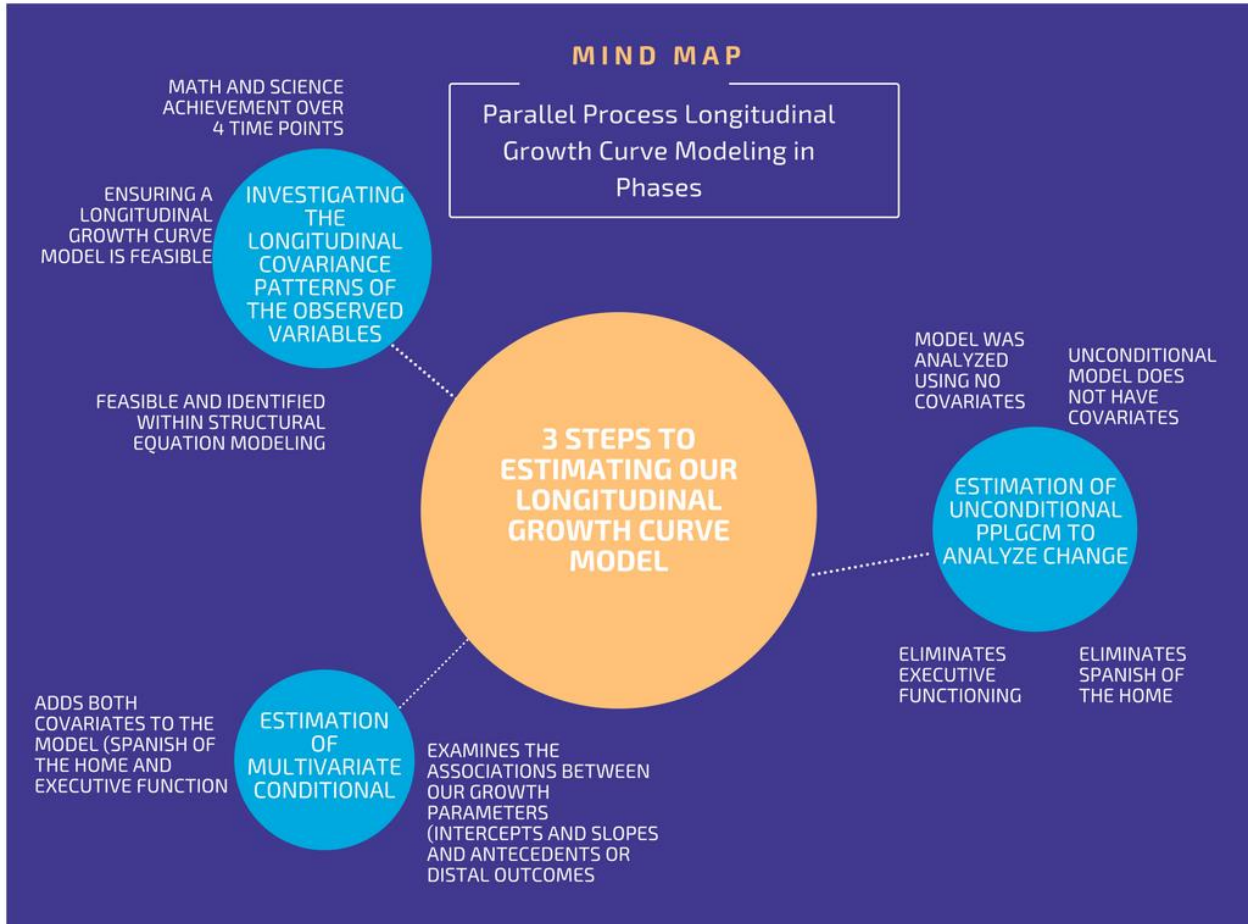 MIND MAP
Parallel Process Longitudinal
Growth Curve Modeling in
Phases
MATH AND SCIENCE
ACHIEVEMENT OVER
4 TIME POINTS
ENSURING A
LONGITUDINAL
GROWTH CURVE
MODEL IS FEASIBLE
INVESTIGATING
THE
LONGITUDINAL
COVARIANCE
PATTERNS OF
THE OBSERVED
VARIABLES
FEASIBLE AND IDENTIFIED
WITHIN STRUCTURAL
EQUATION MODELING
3 STEPS TO
ESTIMATING OUR
LONGITUDINAL
GROWTH CURVE
MODEL
MODEL WAS
ANALYZED
USING NO
COVARIATES
UNCONDITIONAL
MODEL DOES
NOT HAVE
COVARIATES
ESTIMATION OF
UNCONDITIONAL
PPLGCM TO
ANALYZE CHANGE
ELIMINATES
EXECUTIVE
FUNCTIONING
ELIMINATES
SPANISH OF
THE HOME
ADDS BOTH
COVARIATES TO THE
MODEL (SPANISH OF
THE HOME AND
EXECUTIVE FUNCTION
ESTIMATION
OF
MULTIVARIATE
CONDITIONAL
EXAMINES THE
ASSOCIATIONS BETWEEN
OUR GROWTH
PARAMETERS
(INTERCEPTS AND SLOPES
AND ANTECEDENTS OR
DISTAL OUTCOMES